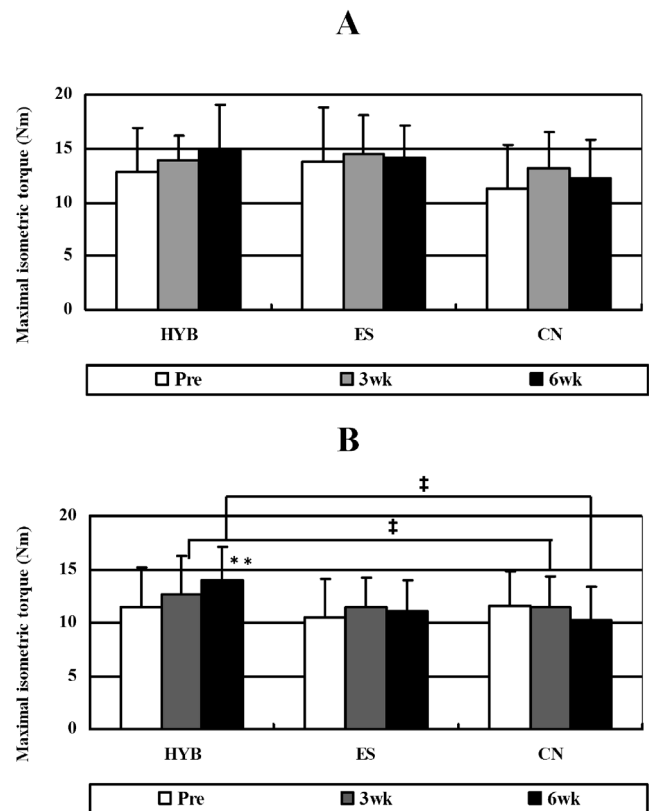 A
Maximal isometric torque (Nm)
20
15
10
5
0
HYB ES CN
Pre 3wk 6wk
B
‡
‡
**
Maximal isometric torque (Nm)
20
15
10
5
0
HYB ES CN
Pre 3wk 6wk